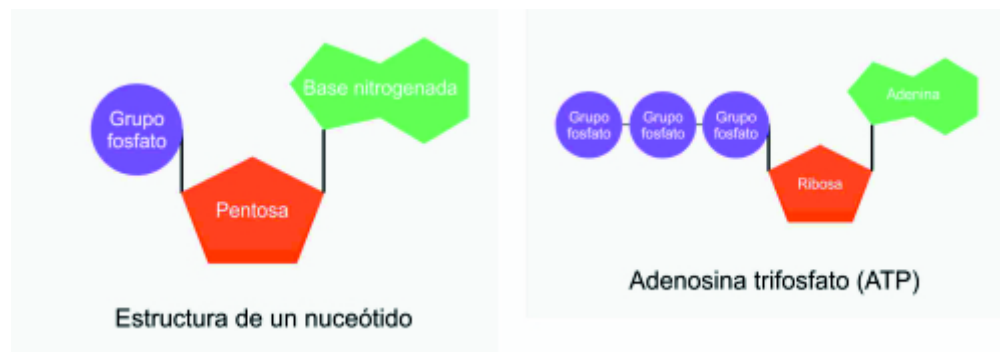 Grupo
fosfato
Base nitrogenada
Pentosa
Estructura de un nuceótido
Grupo
fosfato
Grupo
fosfato
Grupo
fosfato
Adenina
Ribosa
Adenosina trifosfato (ATP)